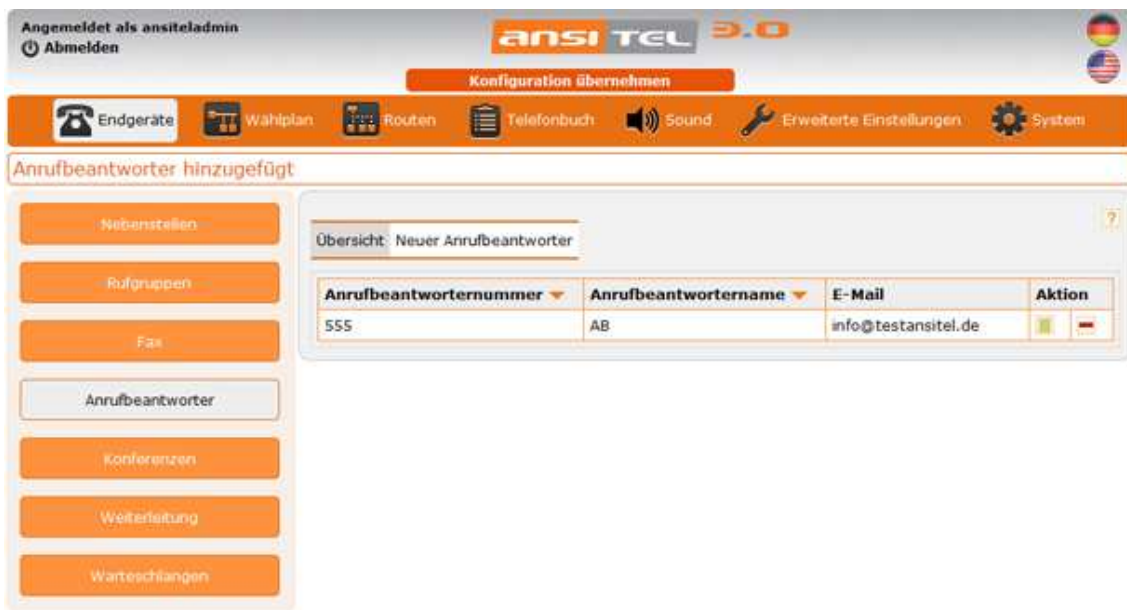 Angemeldet als ansiteladmin
Abmelden
ansi TEL 3.0
Konfiguration übernehmen
Endgeräte Wählplan Routen Telefonbuch Sound Erweiterte Einstellungen System
Anrufbeantworter hinzugefügt
Nebenstellen
Rufgruppen
Fax
Anrufbeantworter
Konferenzen
Weiterleitung
Warteschlangen
?
Übersicht Neuer Anrufbeantworter
Anrufbeantworternummer Anrufbeantwortername E-Mail Aktion
555 AB info@testansitel.de